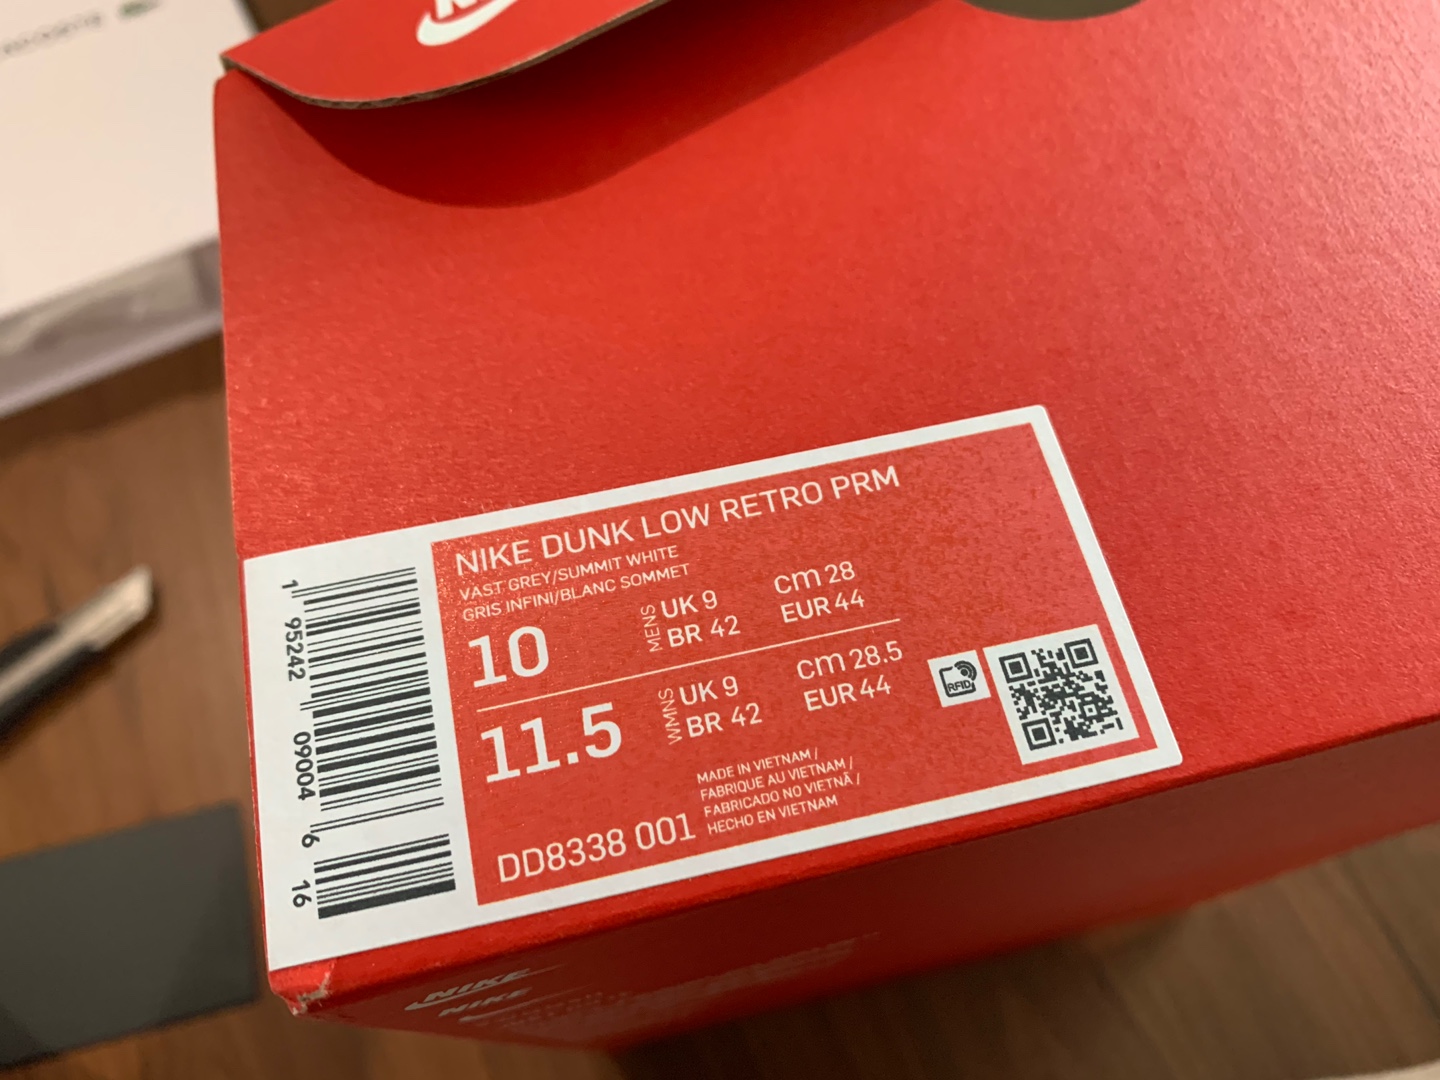 NIKE DUNK LOW RETRO PRM
VAST GREY/SUMMIT WHITE
GRIS INFINI/BLANC SOMMET
10
MENS
UK 9
BR 42
cm 28
EUR 44
11.5
WMNS
UK 9
BR 42
cm 28.5
EUR 44
RFID
MADE IN VIETNAM /
FABRIQUE AU VIETNAM /
FABRICADO NO VIETNÃ /
HECHO EN VIETNAM
DD8338 001
1 95242 09004 6 16
NIKE
NIKE